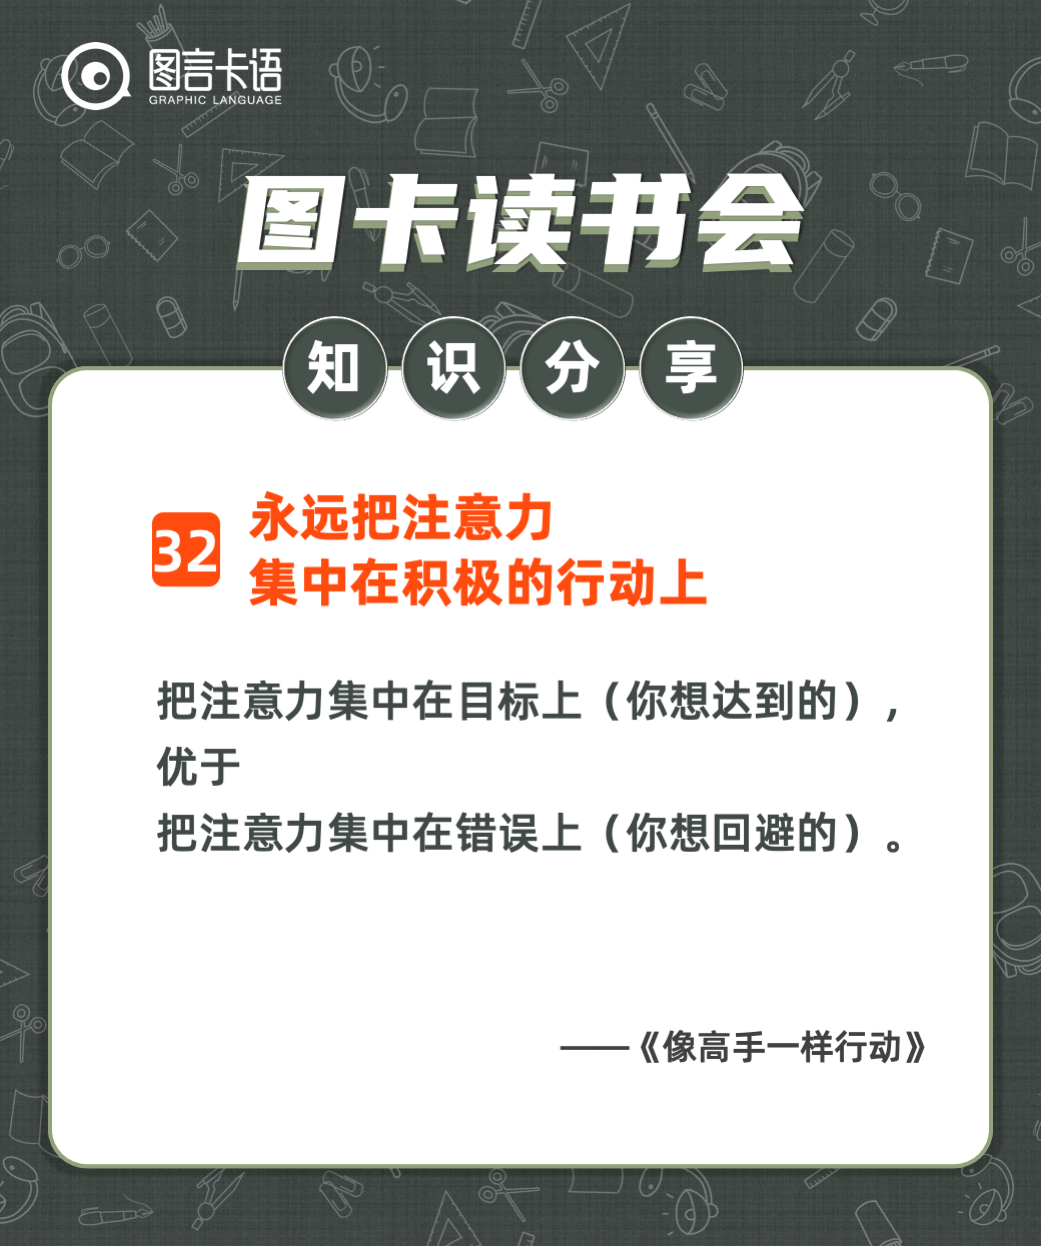 图言卡语
GRAPHIC LANGUAGE
图卡读书会
知识分享
32
永远把注意力
集中在积极的行动上
把注意力集中在目标上（你想达到的），
优于
把注意力集中在错误上（你想回避的）。
——《像高手一样行动》